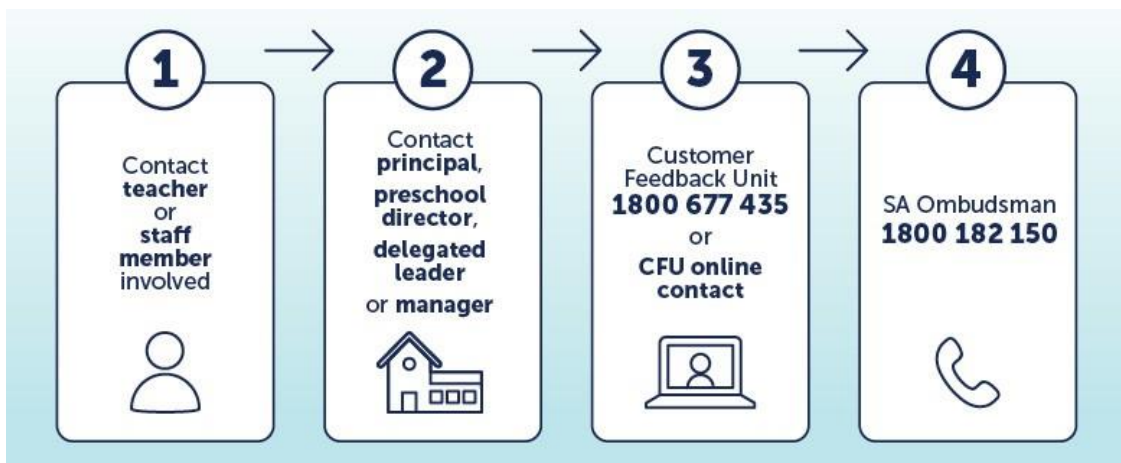 1
Contact
teacher
or
staff
member
involved
2
Contact
principal,
preschool
director,
delegated
leader
or manager
3
Customer
Feedback Unit
1800 677 435
or
CFU online
contact
4
SA Ombudsman
1800 182 150